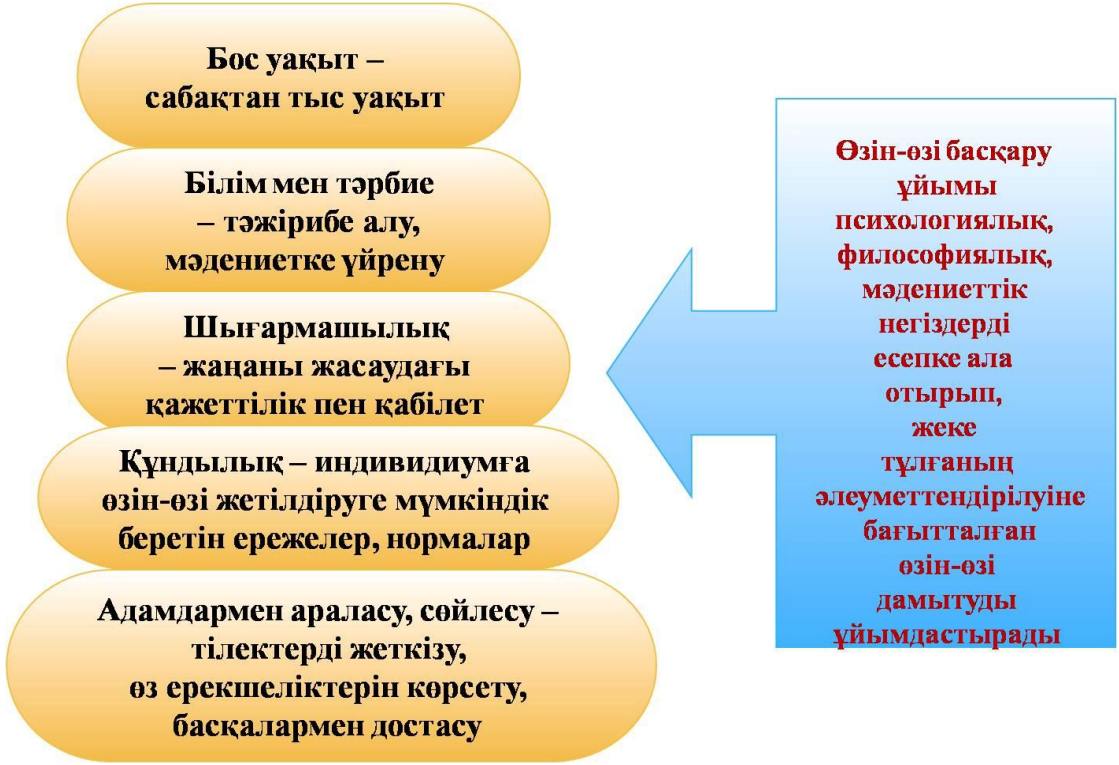 Бос уақыт –
сабақтан тыс уақыт
Білім мен тәрбие
– тәжірибе алу,
мәдениетке үйрену
Шығармашылық
– жаңаны жасаудағы
қажеттілік пен қабілет
Құндылық – индивидиумға
өзін-өзі жетілдіруге мүмкіндік
беретін ережелер, нормалар
Адамдармен араласу, сөйлесу –
тілектерді жеткізу,
өз ерекшеліктерін көрсету,
басқалармен достасу
Өзін-өзі басқару
ұйымы
психологиялық,
философиялық,
мәдениеттік
негіздерді
есепке ала
отырып,
жеке
тұлғаның
әлеуметтендірілуіне
бағытталған
өзін-өзі
дамытуды
ұйымдастырады